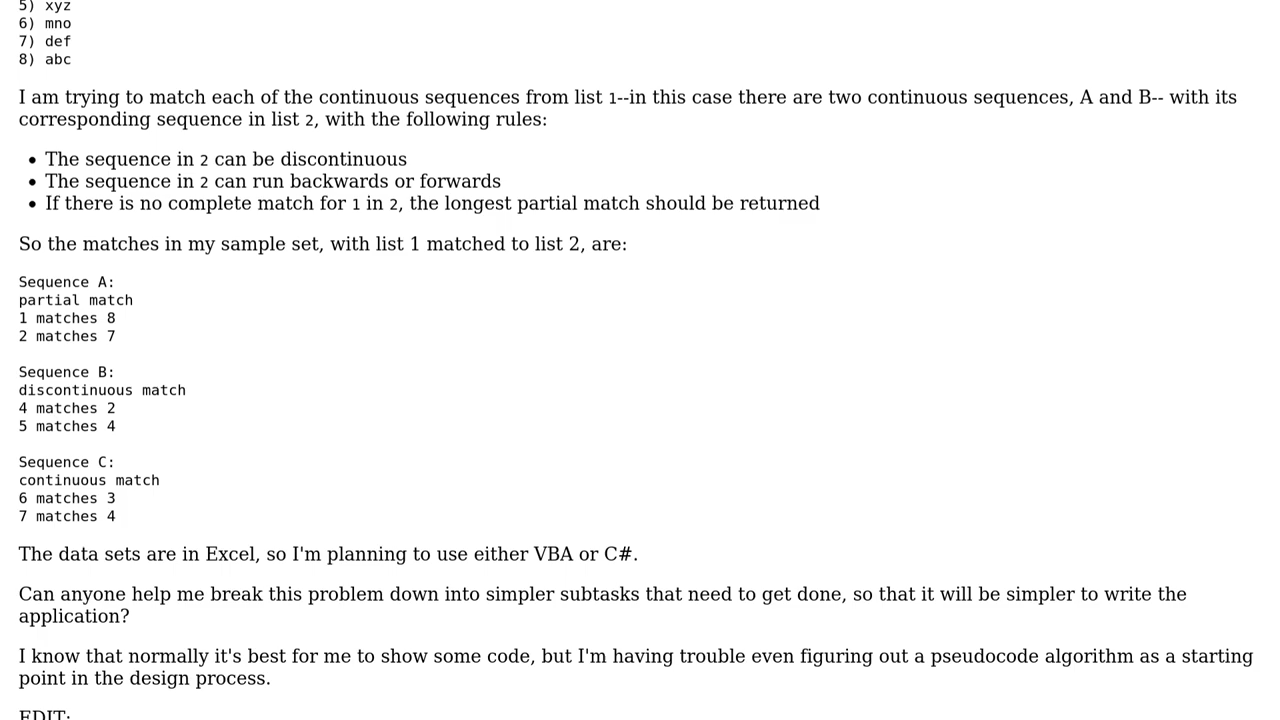 5) xyz
6) mno
7) def
8) abc
I am trying to match each of the continuous sequences from list 1--in this case there are two continuous sequences, A and B-- with its
corresponding sequence in list 2, with the following rules:
• The sequence in 2 can be discontinuous
• The sequence in 2 can run backwards or forwards
• If there is no complete match for 1 in 2, the longest partial match should be returned
So the matches in my sample set, with list 1 matched to list 2, are:
Sequence A:
partial match
1 matches 8
2 matches 7
Sequence B:
discontinuous match
4 matches 2
5 matches 4
Sequence C:
continuous match
6 matches 3
7 matches 4
The data sets are in Excel, so I'm planning to use either VBA or C#.
Can anyone help me break this problem down into simpler subtasks that need to get done, so that it will be simpler to write the
application?
I know that normally it's best for me to show some code, but I'm having trouble even figuring out a pseudocode algorithm as a starting
point in the design process.
EDIT: